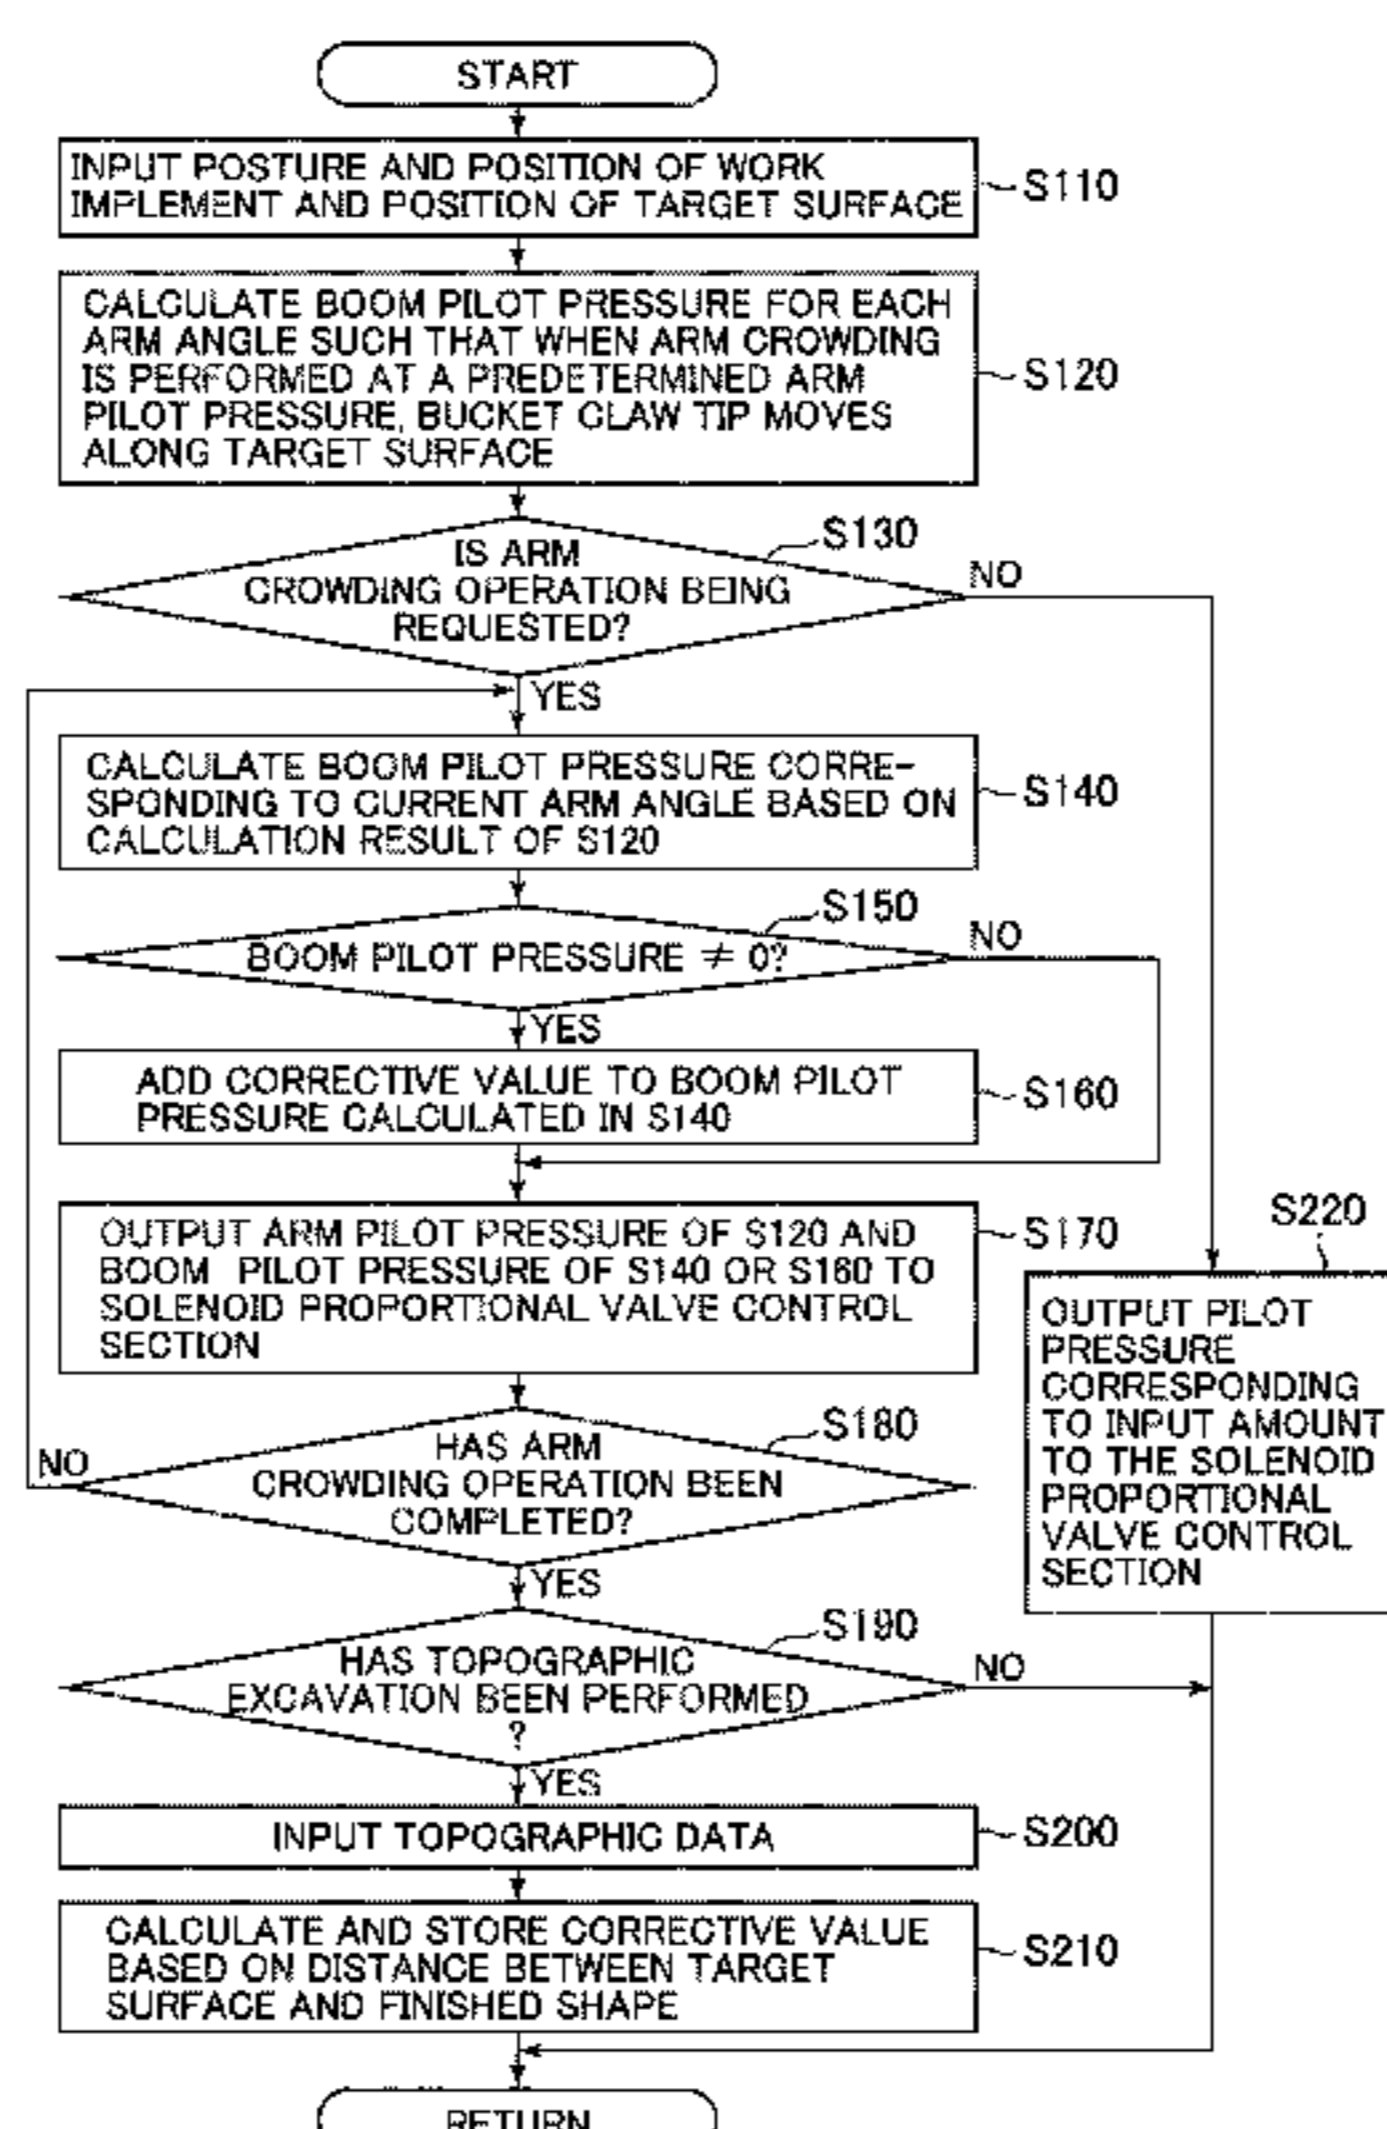 START
INPUT POSTURE AND POSITION OF WORK
IMPLEMENT AND POSITION OF TARGET SURFACE
S110
CALCULATE BOOM PILOT PRESSURE FOR EACH
ARM ANGLE SUCH THAT WHEN ARM CROWDING
IS PERFORMED AT A PREDETERMINED ARM
PILOT PRESSURE, BUCKET CLAW TIP MOVES
ALONG TARGET SURFACE
S120
S130
IS ARM
CROWDING OPERATION BEING
REQUESTED?
NO
YES
CALCULATE BOOM PILOT PRESSURE CORRE-
SPONDING TO CURRENT ARM ANGLE BASED ON
CALCULATION RESULT OF S120
S140
S150
BOOM PILOT PRESSURE ≠ 0?
NO
YES
ADD CORRECTIVE VALUE TO BOOM PILOT
PRESSURE CALCULATED IN S140
S160
OUTPUT ARM PILOT PRESSURE OF S120 AND
BOOM PILOT PRESSURE OF S140 OR S160 TO
SOLENOID PROPORTIONAL VALVE CONTROL
SECTION
S170
S220
OUTPUT PILOT
PRESSURE
CORRESPONDING
TO INPUT AMOUNT
TO THE SOLENOID
PROPORTIONAL
VALVE CONTROL
SECTION
S180
HAS ARM
CROWDING OPERATION BEEN
COMPLETED?
NO
YES
S190
HAS TOPOGRAPHIC
EXCAVATION BEEN PERFORMED
?
NO
YES
INPUT TOPOGRAPHIC DATA
S200
CALCULATE AND STORE CORRECTIVE VALUE
BASED ON DISTANCE BETWEEN TARGET
SURFACE AND FINISHED SHAPE
S210
RETURN